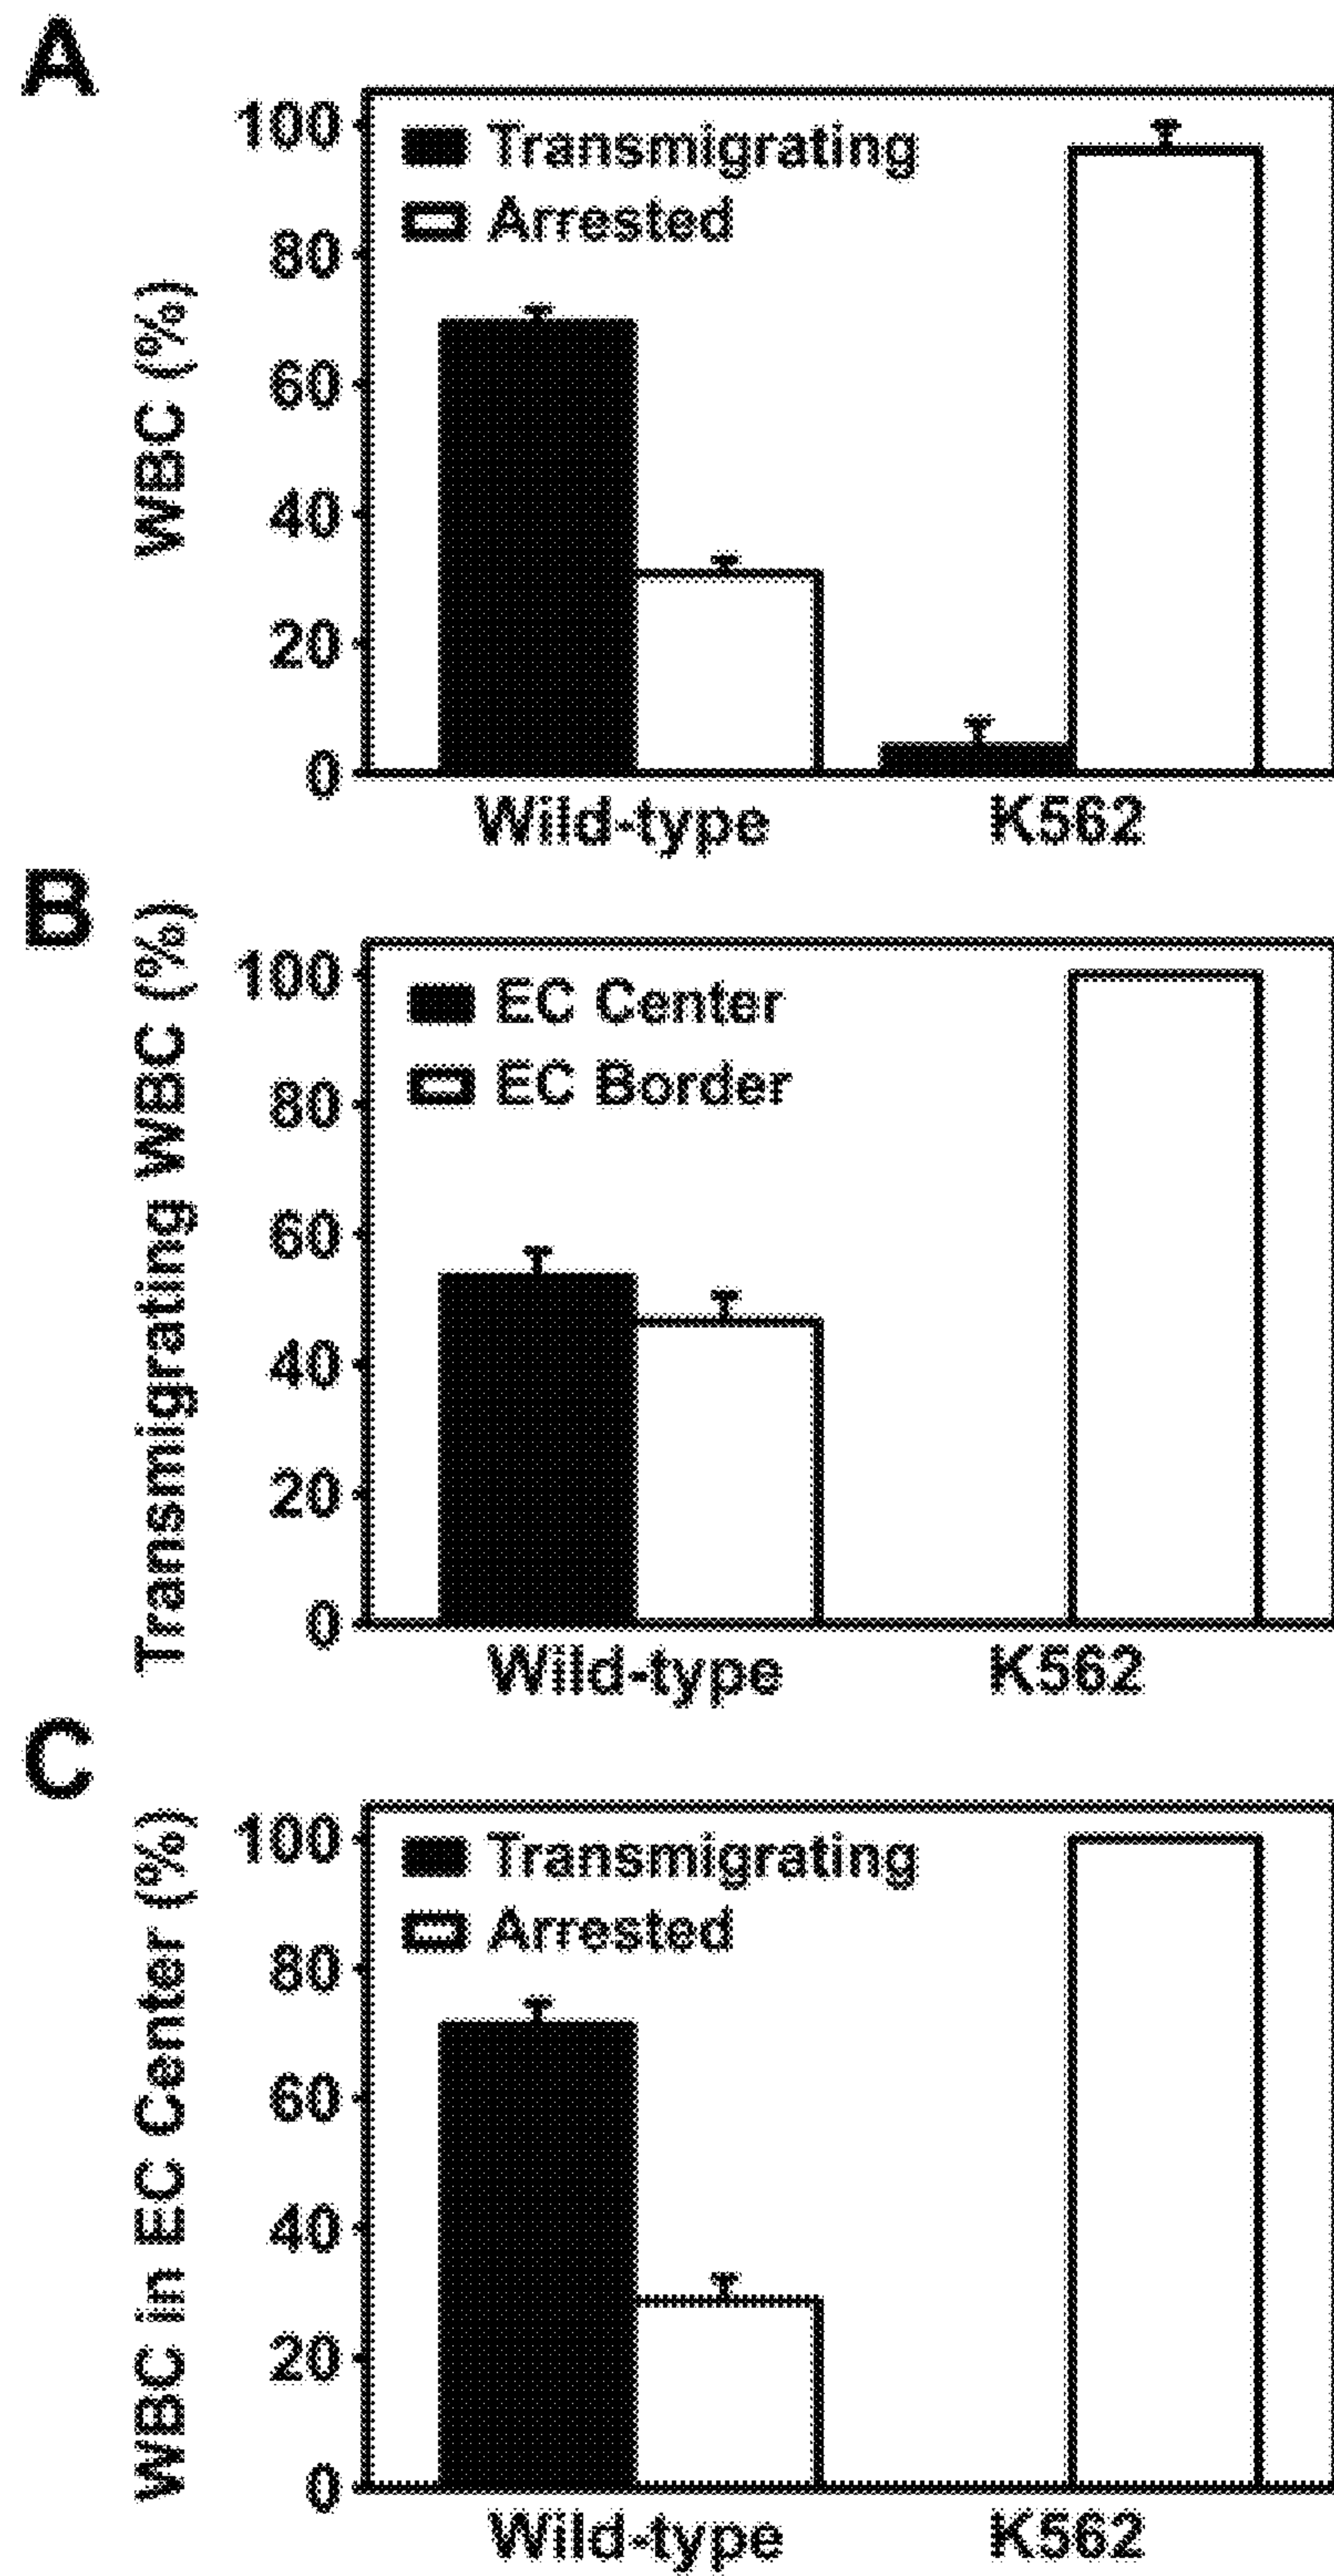 A
WBC (%)
100
80
60
40
20
0
Transmigrating
Arrested
Wild-type
K562
B
Transmigrating WBC (%)
100
80
60
40
20
0
EC Center
EC Border
Wild-type
K562
C
WBC in EC Center (%)
100
80
60
40
20
0
Transmigrating
Arrested
Wild-type
K562